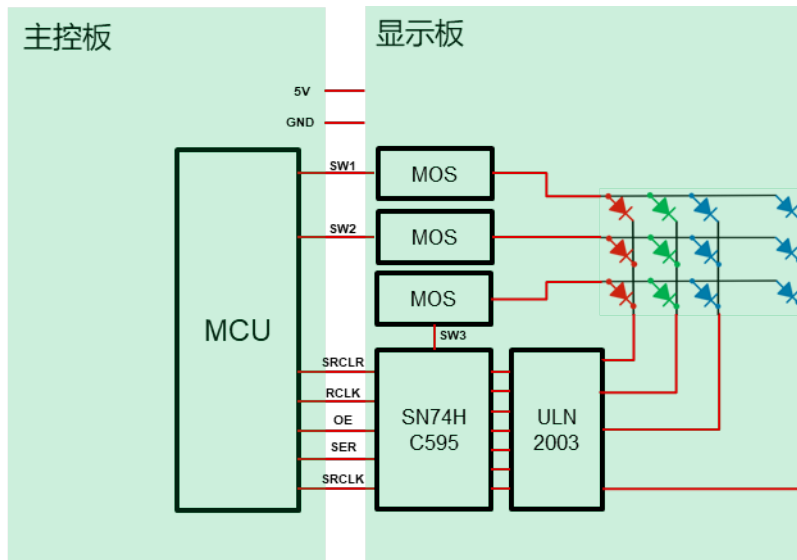 主控板
显示板
5V
GND
SW1
MOS
SW2
MOS
MOS
SW3
MCU
SRCLR
RCLK
OE
SER
SRCLK
SN74H
C595
ULN
2003